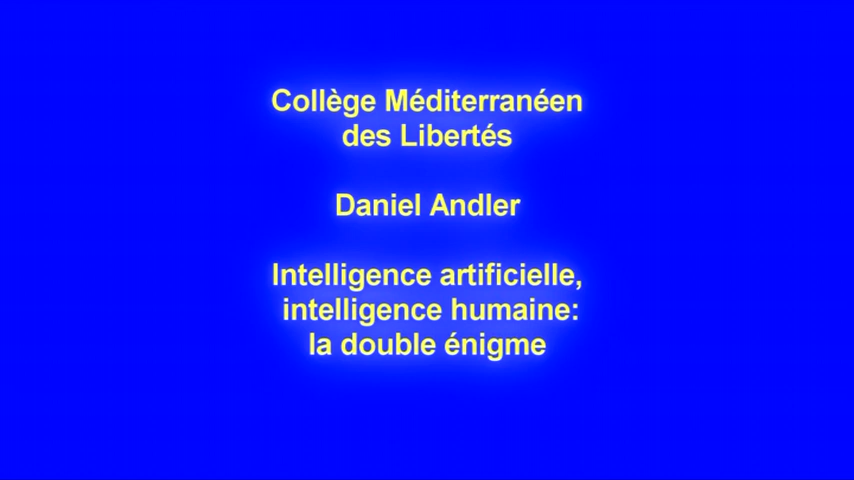 Collège Méditerranéen
des Libertés
Daniel Andler
Intelligence artificielle,
intelligence humaine:
la double énigme